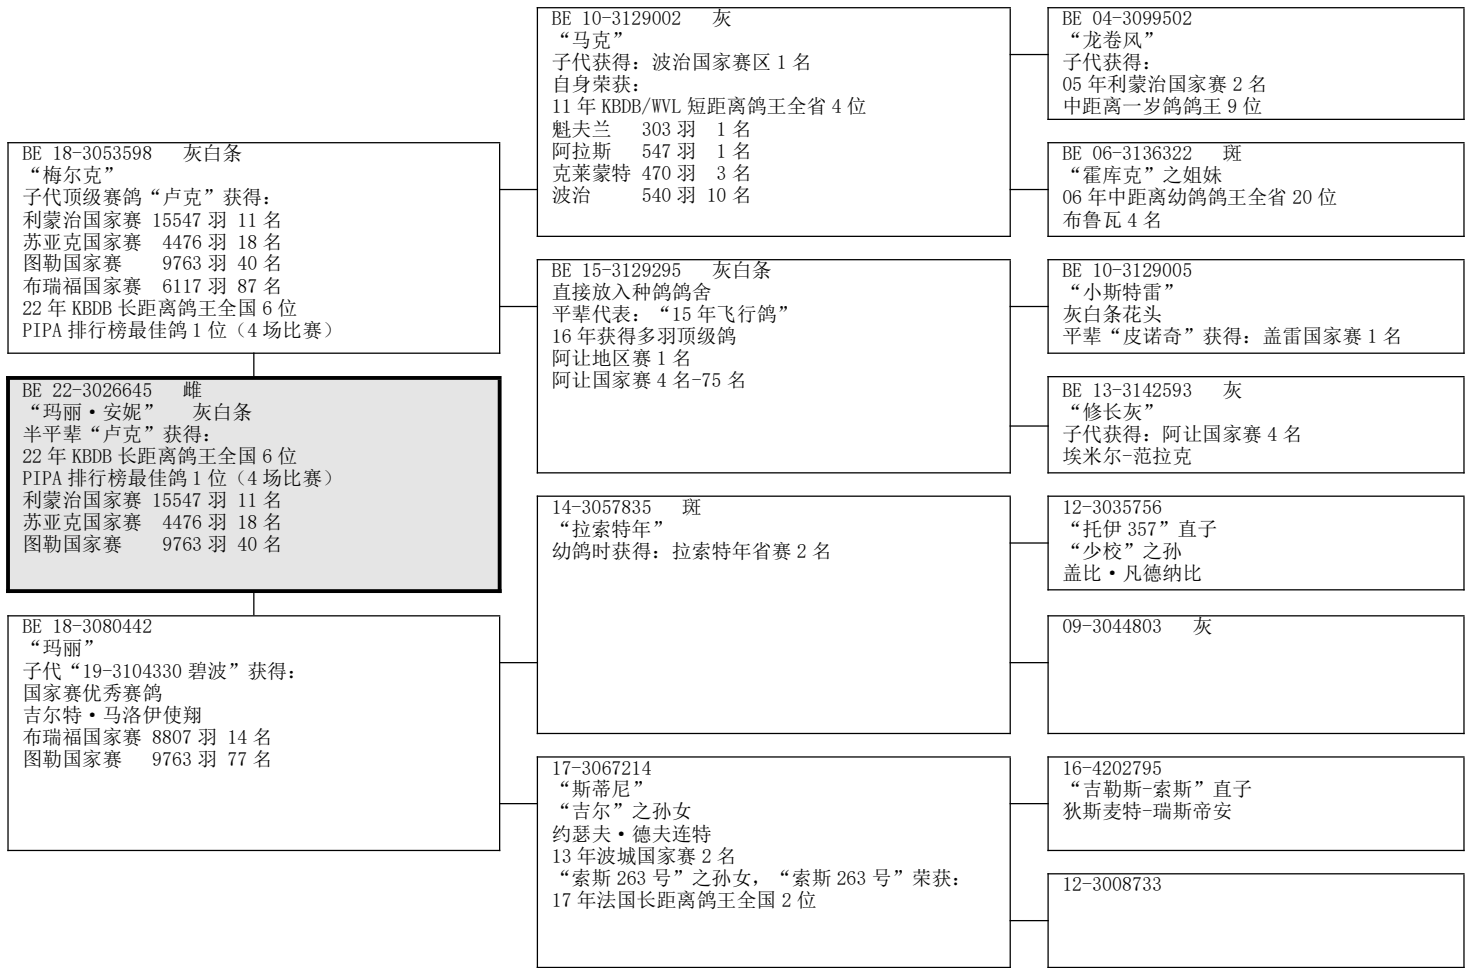 BE 18-3053598 灰白条
“梅尔克”
子代顶级赛鸽“卢克”获得：
利蒙治国家赛 15547 羽 11 名
苏亚克国家赛 4476 羽 18 名
图勒国家赛 9763 羽 40 名
布瑞福国家赛 6117 羽 87 名
22 年 KBDB 长距离鸽王全国 6 位
PIPA 排行榜最佳鸽 1 位（4 场比赛）
BE 22-3026645 雌
“玛丽·安妮” 灰白条
半平辈“卢克”获得：
22 年 KBDB 长距离鸽王全国 6 位
PIPA 排行榜最佳鸽 1 位（4 场比赛）
利蒙治国家赛 15547 羽 11 名
苏亚克国家赛 4476 羽 18 名
图勒国家赛 9763 羽 40 名
BE 18-3080442
“玛丽”
子代“19-3104330 碧波”获得：
国家赛优秀赛鸽
吉尔特·马洛伊使翔
布瑞福国家赛 8807 羽 14 名
图勒国家赛 9763 羽 77 名
BE 10-3129002 灰
“马克”
子代获得：波治国家赛区 1 名
自身荣获：
11 年 KBDB/WVL 短距离鸽王全省 4 位
魁夫兰 303 羽 1 名
阿拉斯 547 羽 1 名
克莱蒙特 470 羽 3 名
波治 540 羽 10 名
BE 15-3129295 灰白条
直接放入种鸽鸽舍
平辈代表：“15 年飞行鸽”
16 年获得多羽顶级鸽
阿让地区赛 1 名
阿让国家赛 4 名-75 名
14-3057835 斑
“拉索特年”
幼鸽时获得：拉索特年省赛 2 名
17-3067214
“斯蒂尼”
“吉尔”之孙女
约瑟夫·德夫连特
13 年波城国家赛 2 名
“索斯 263 号”之孙女，“索斯 263 号”荣获：
17 年法国长距离鸽王全国 2 位
BE 04-3099502
“龙卷风”
子代获得：
05 年利蒙治国家赛 2 名
中距离一岁鸽鸽王 9 位
BE 06-3136322 斑
“霍库克”之姐妹
06 年中距离幼鸽鸽王全省 20 位
布鲁瓦 4 名
BE 10-3129005
“小斯特雷”
灰白条花头
平辈“皮诺奇”获得：盖雷国家赛 1 名
BE 13-3142593 灰
“修长灰”
子代获得：阿让国家赛 4 名
埃米尔-范拉克
12-3035756
“托伊 357”直子
“少校”之孙
盖比·凡德纳比
09-3044803 灰
16-4202795
“吉勒斯-索斯”直子
狄斯麦特-瑞斯帝安
12-3008733